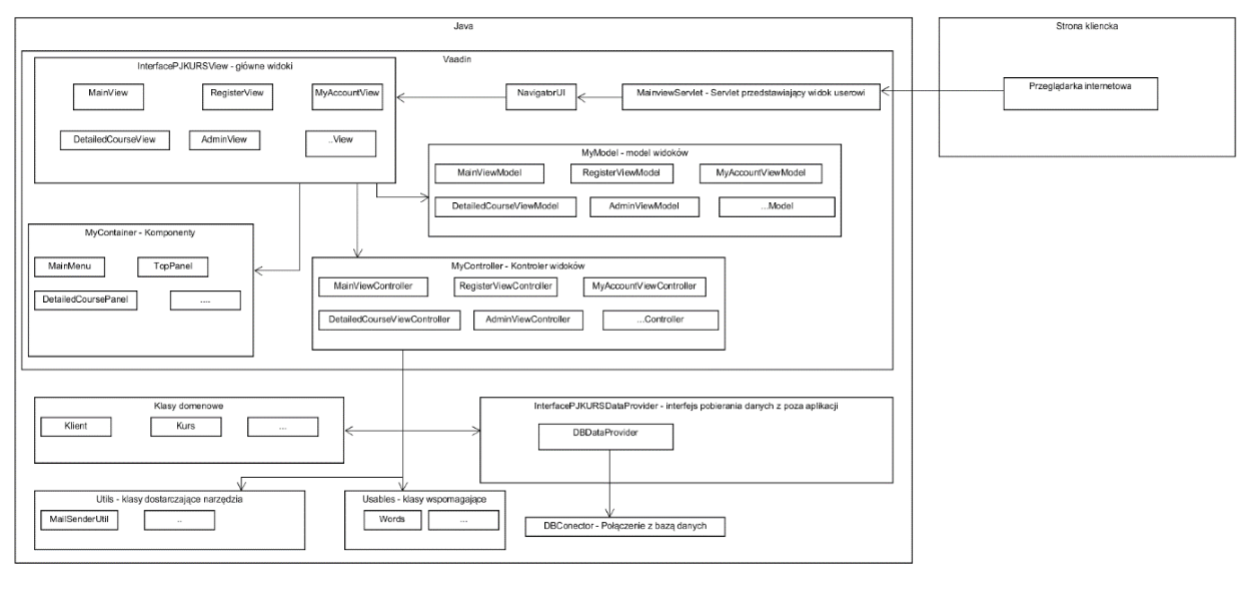 Java
Strona kliencka
Vaadin
InterfacePJKURSView - główne widoki
MainView
RegisterView
MyAccountView
NavigatorUI
MainviewServlet - Servlet przedstawiający widok userowi
Przeglądarka internetowa
DetailedCourseView
AdminView
..View
MyModel - model widoków
MainViewModel
RegisterViewModel
MyAccountViewModel
DetailedCourseViewModel
AdminViewModel
...Model
MyContainer - Komponenty
MainMenu
TopPanel
DetailedCoursePanel
....
MyController - Kontroler widoków
MainViewController
RegisterViewController
MyAccountViewController
DetailedCourseViewController
AdminViewController
...Controller
Klasy domenowe
Klient
Kurs
...
InterfacePJKURSDataProvider - interfejs pobierania danych z poza aplikacji
DBDataProvider
Utils - klasy dostarczające narzędzia
MailSenderUtil
..
Usables - klasy wspomagające
Words
...
DBConector - Połączenie z bazą danych